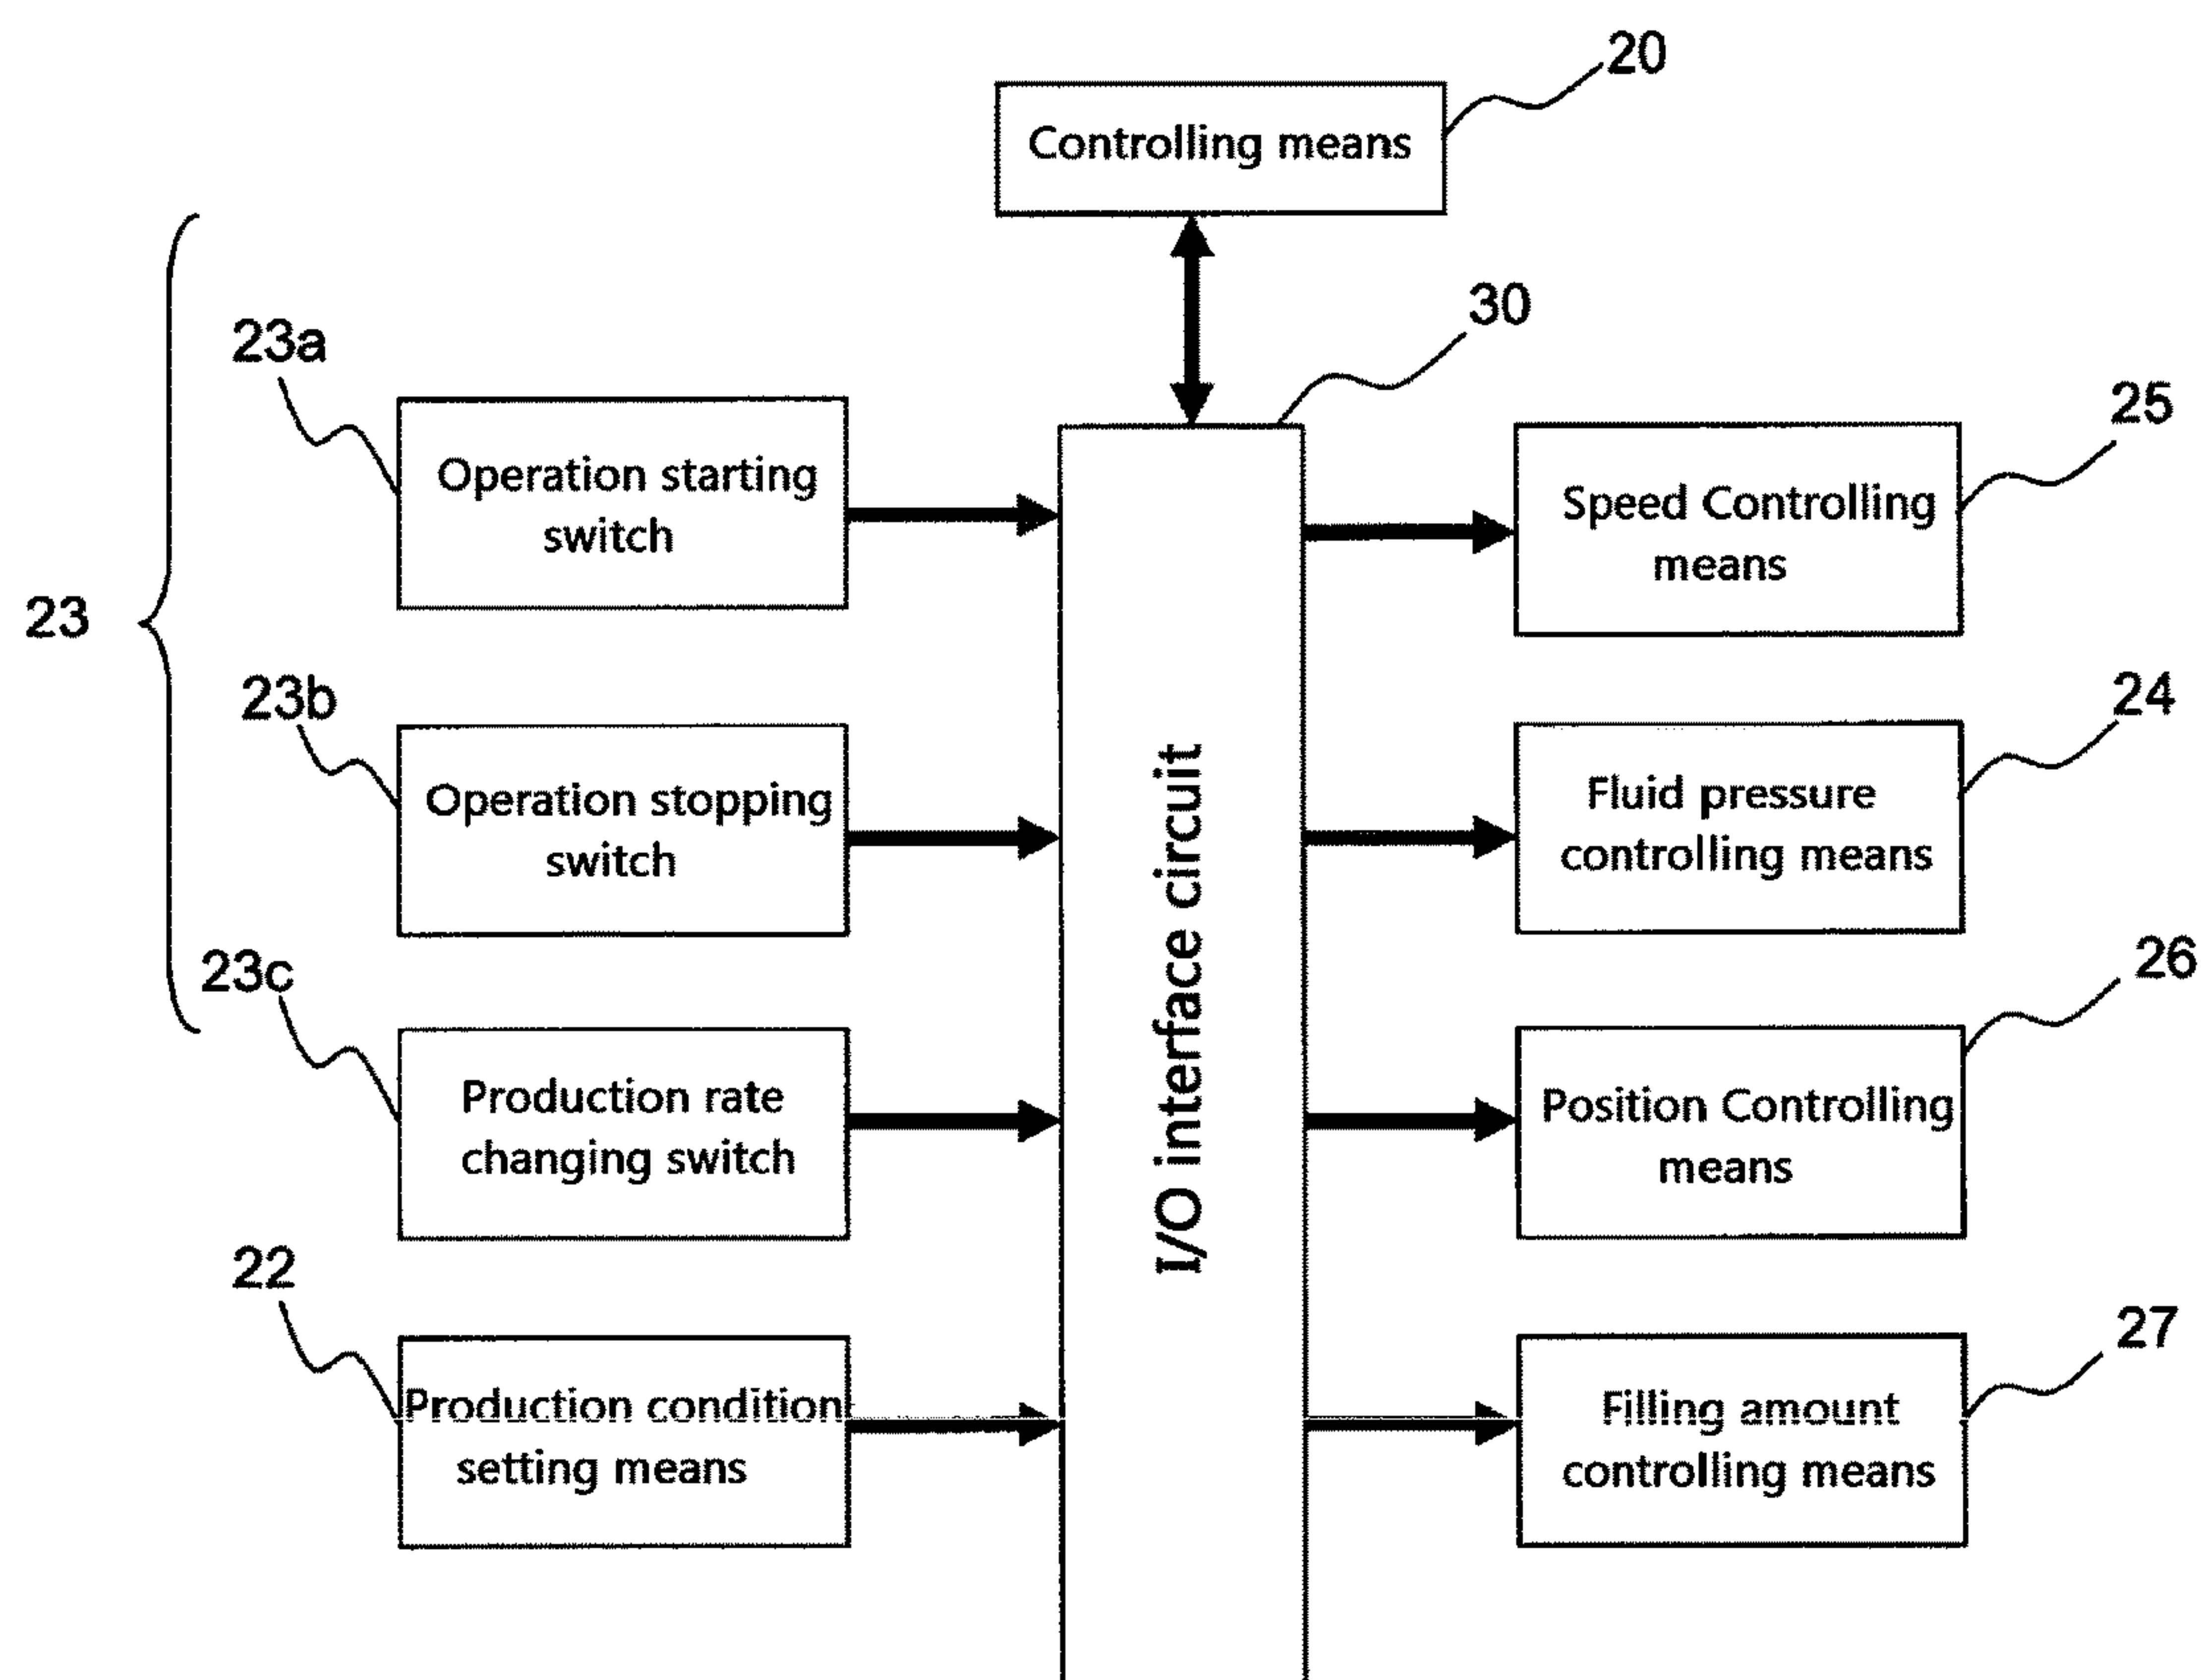 20
Controlling means
30
23
23a
Operation starting
switch
23b
Operation stopping
switch
23c
Production rate
changing switch
22
Production condition
setting means
I/O interface circuit
25
Speed Controlling
means
24
Fluid pressure
controlling means
26
Position Controlling
means
27
Filling amount
controlling means